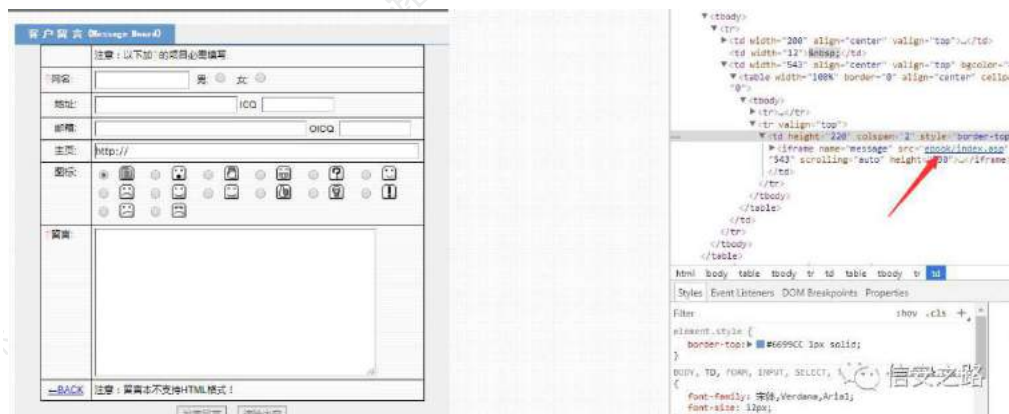 客户留言 (Message Board)
注意：以下加*的项目必需填写
*网名:
男:
女:
地址:
ICQ:
邮箱:
OICQ:
主页:
http://
图标:
*留言:
←BACK
注意：留言本不支持HTML格式！
▼<tbody>
▼<tr>
▶<td width="200" align="center" valign="top">…</td>
<td width="12">&nbsp;</td>
▼<td width="543" align="center" valign="top" bgcolor="
▼<table width="100%" border="0" align="center" cellp
"0">
▼<tbody>
▶<tr>…</tr>
▼<tr valign="top">
▼<td height="220" colspan="2" style="border-top
▶<iframe name="message" src="ebook/index.asp"
"543" scrolling="auto" height=
</iframe
</td>
</tr>
</tbody>
</table>
</td>
</tr>
</tbody>
</table>
html body table tbody tr td table tbody tr td
Styles Event Listeners DOM Breakpoints Properties
Filter
:hov .cls +
element.style {
border-top:▶ #6699CC 1px solid;
}
BODY, TD, FORM, INPUT, SELECT,
{
font-family: 宋体,Verdana,Arial;
font-size: 12px;
信安之路